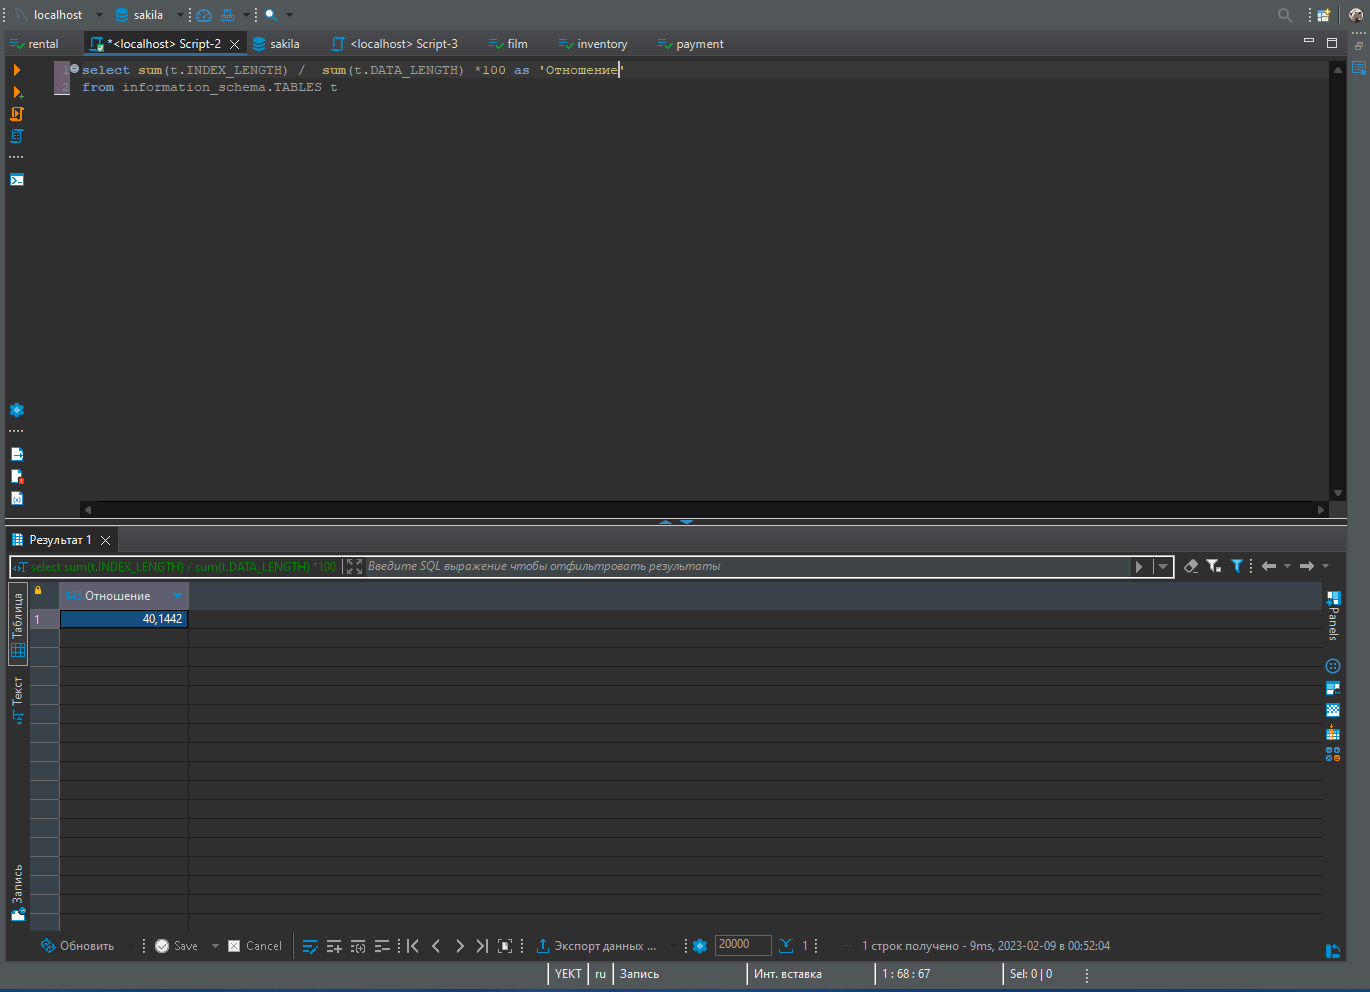 localhost sakila
rental *<localhost> Script-2 sakila <localhost> Script-3 film inventory payment
1 select sum(t.INDEX_LENGTH) / sum(t.DATA_LENGTH) *100 as 'Отношение'
2 from information_schema.TABLES t
Результат 1
select sum(t.INDEX_LENGTH) / sum(t.DATA_LENGTH) *100 Введите SQL выражение чтобы отфильтровать результаты
Таблица
Текст
Запись
123 Отношение
1 40,1442
Panels
Обновить Save Cancel Экспорт данных ... 20000 1 1 строк получено - 9ms, 2023-02-09 в 00:52:04
YEKT ru Запись Инт. вставка 1 : 68 : 67 Sel: 0 | 0